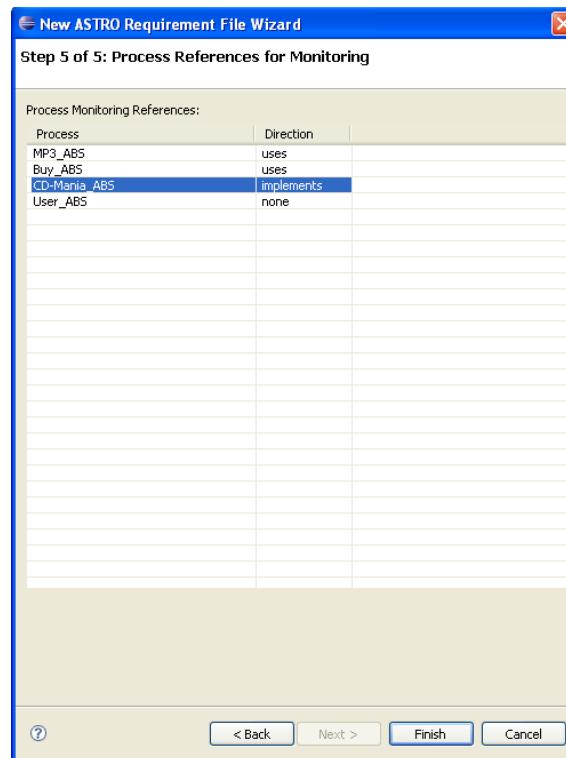 New ASTRO Requirement File Wizard
Step 5 of 5: Process References for Monitoring
Process Monitoring References:
Process Direction
MP3_ABS uses
Buy_ABS uses
CD-Mania_ABS implements
User_ABS none
? < Back Next > Finish Cancel